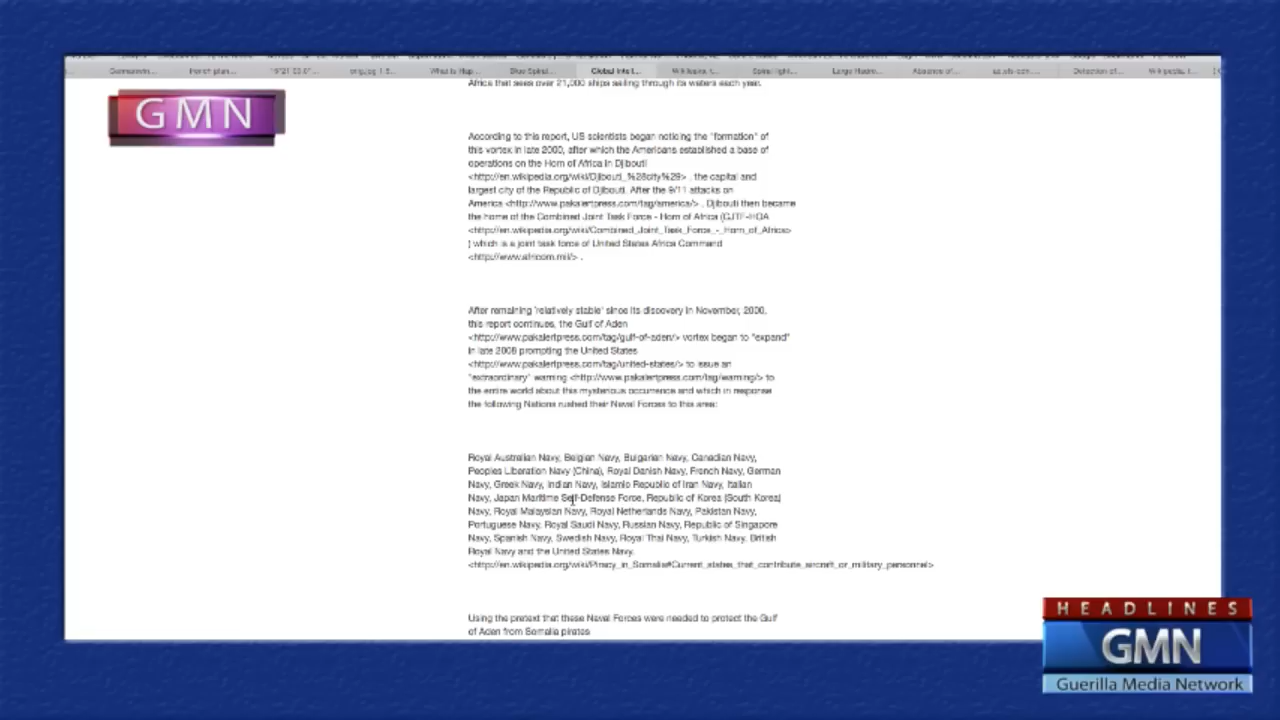 Global Intel...
GMN
Africa that sees over 21,000 ships sailing through its waters each year.
According to this report, US scientists began noticing the "formation" of
this vortex in late 2000, after which the Americans established a base of
operations on the Horn of Africa in Djibouti
<http://en.wikipedia.org/wiki/Djibouti_%28city%29> , the capital and
largest city of the Republic of Djibouti. After the 9/11 attacks on
America <http://www.pakalertpress.com/tag/america/> , Djibouti then became
the home of the Combined Joint Task Force - Horn of Africa (CJTF-HOA
<http://en.wikipedia.org/wiki/Combined_Joint_Task_Force_-_Horn_of_Africa>
) which is a joint task force of United States Africa Command
<http://www.africom.mil/> .
After remaining 'relatively stable' since its discovery in November, 2000,
this report continues, the Gulf of Aden
<http://www.pakalertpress.com/tag/gulf-of-aden/> vortex began to "expand"
in late 2008 prompting the United States
<http://www.pakalertpress.com/tag/united-states/> to issue an
"extraordinary" warning <http://www.pakalertpress.com/tag/warning/> to
the entire world about this mysterious occurrence and which in response
the following Nations rushed their Naval Forces to this area:
Royal Australian Navy, Belgian Navy, Bulgarian Navy, Canadian Navy,
Peoples Liberation Navy (China), Royal Danish Navy, French Navy, German
Navy, Greek Navy, Indian Navy, Islamic Republic of Iran Navy, Italian
Navy, Japan Maritime Self-Defense Force, Republic of Korea (South Korea)
Navy, Royal Malaysian Navy, Royal Netherlands Navy, Pakistan Navy,
Portuguese Navy, Royal Saudi Navy, Russian Navy, Republic of Singapore
Navy, Spanish Navy, Swedish Navy, Royal Thai Navy, Turkish Navy, British
Royal Navy and the United States Navy.
<http://en.wikipedia.org/wiki/Piracy_in_Somalia#Current_states_that_contribute_aircraft_or_military_personnel>
Using the pretext that these Naval Forces were needed to protect the Gulf
of Aden from Somalia pirates
HEADLINES
GMN
Guerilla Media Network